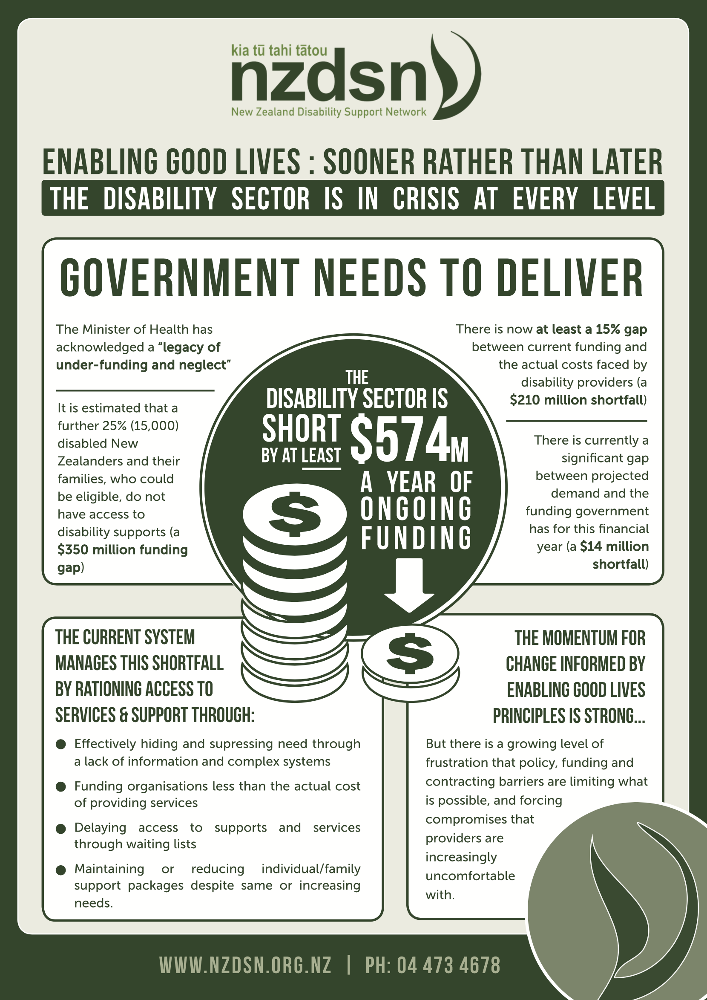 kia tū tahi tātou
nzdsn
New Zealand Disability Support Network
ENABLING GOOD LIVES : SOONER RATHER THAN LATER
THE DISABILITY SECTOR IS IN CRISIS AT EVERY LEVEL
GOVERNMENT NEEDS TO DELIVER
The Minister of Health has
acknowledged a “legacy of
under-funding and neglect”
It is estimated that a
further 25% (15,000)
disabled New
Zealanders and their
families, who could
be eligible, do not
have access to
disability supports (a
$350 million funding
gap)
THE
DISABILITY SECTOR IS
SHORT
BY AT LEAST
$574M
A YEAR OF
ONGOING
FUNDING
$
$
There is now at least a 15% gap
between current funding and
the actual costs faced by
disability providers (a
$210 million shortfall)
There is currently a
significant gap
between projected
demand and the
funding government
has for this financial
year (a $14 million
shortfall)
THE CURRENT SYSTEM
MANAGES THIS SHORTFALL
BY RATIONING ACCESS TO
SERVICES & SUPPORT THROUGH:
● Effectively hiding and supressing need through
a lack of information and complex systems
● Funding organisations less than the actual cost
of providing services
● Delaying access to supports and services
through waiting lists
● Maintaining or reducing individual/family
support packages despite same or increasing
needs.
THE MOMENTUM FOR
CHANGE INFORMED BY
ENABLING GOOD LIVES
PRINCIPLES IS STRONG...
But there is a growing level of
frustration that policy, funding and
contracting barriers are limiting what
is possible, and forcing
compromises that
providers are
increasingly
uncomfortable
with.
WWW.NZDSN.ORG.NZ | PH: 04 473 4678